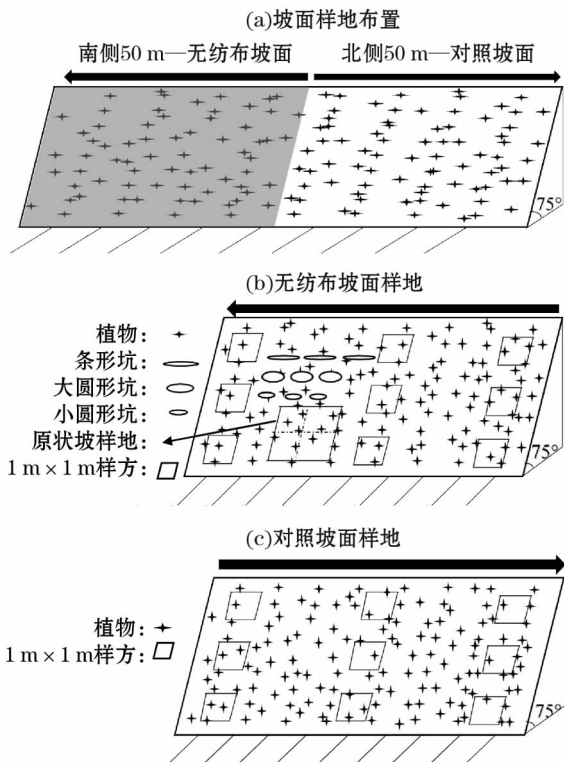 (a)坡面样地布置
南侧50 m—无纺布坡面 北侧50 m—对照坡面
75°
(b)无纺布坡面样地
植物:
条形坑:
大圆形坑:
小圆形坑:
原状坡样地:
1 m×1 m样方:
75°
(c)对照坡面样地
植物:
1 m×1 m样方:
75°